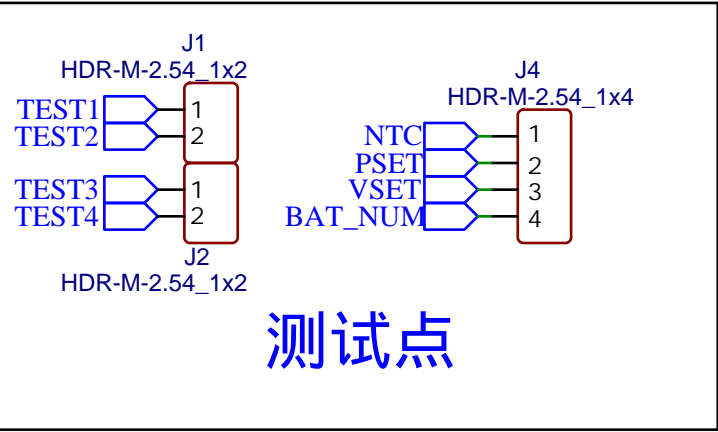 J1
HDR-M-2.54_1x2
TEST1 1
TEST2 2
TEST3 1
TEST4 2
J2
HDR-M-2.54_1x2
J4
HDR-M-2.54_1x4
NTC 1
PSET 2
VSET 3
BAT_NUM 4
测试点